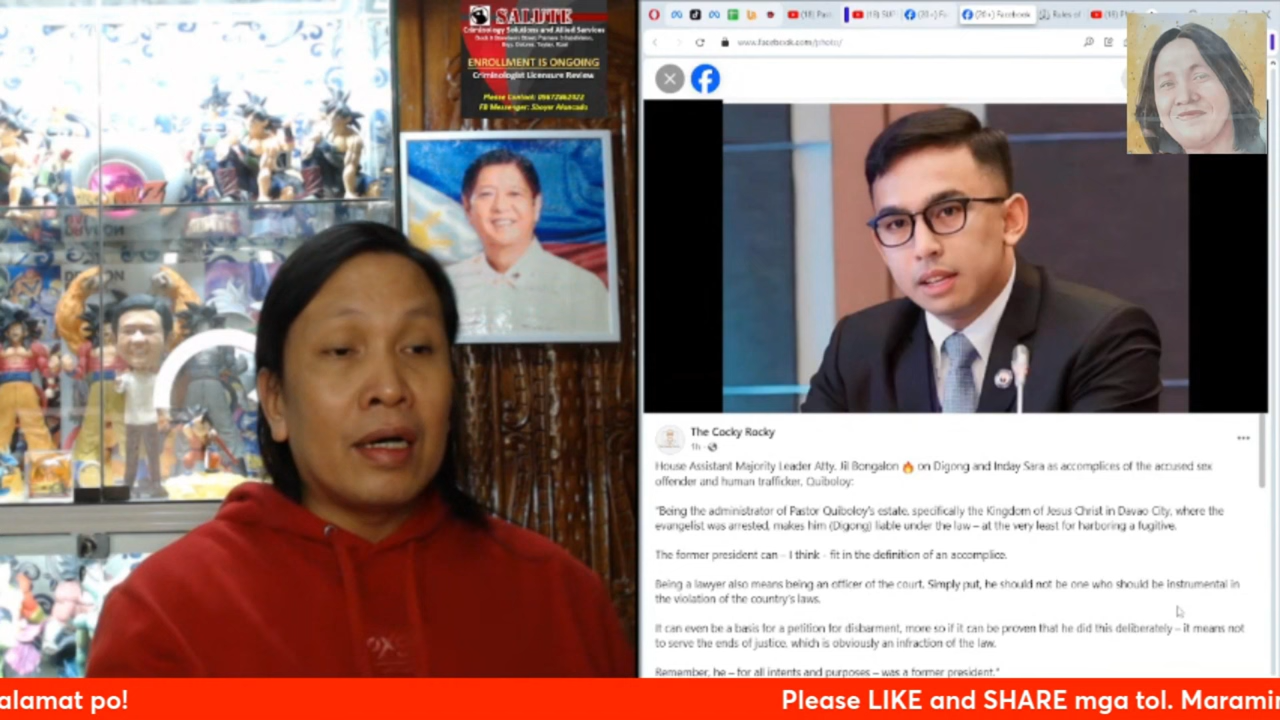 SALUTE
Criminology Solutions and Allied Services
ENROLLMENT IS ONGOING
Criminologist Licensure Review
Please Contact:
FB Messenger:
www.facebook.com/photo/
The Cocky Rocky
1h
House Assistant Majority Leader Atty. Jil Bongalon 🔥 on Digong and Inday Sara as accomplices of the accused sex
offender and human trafficker, Quiboloy:
"Being the administrator of Pastor Quiboloy's estate, specifically the Kingdom of Jesus Christ in Davao City, where the
evangelist was arrested, makes him (Digong) liable under the law – at the very least for harboring a fugitive.
The former president can – I think - fit in the definition of an accomplice.
Being a lawyer also means being an officer of the court. Simply put, he should not be one who should be instrumental in
the violation of the country's laws.
It can even be a basis for a petition for disbarment, more so if it can be proven that he did this deliberately – it means not
to serve the ends of justice, which is obviously an infraction of the law.
Remember, he – for all intents and purposes – was a former president."
alamat po!
Please LIKE and SHARE mga tol. Maramin